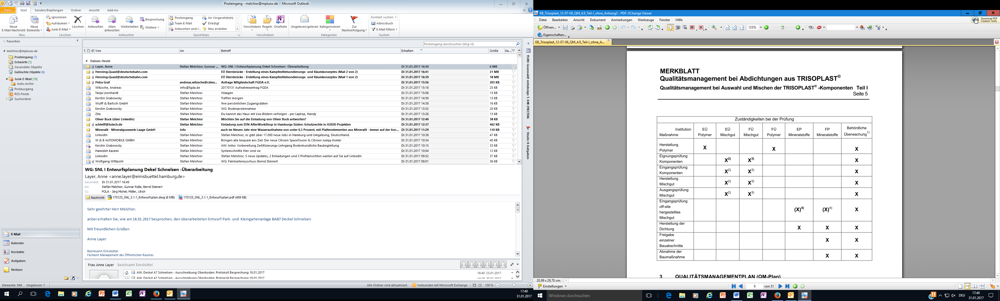 Posteingang - melchior@mplusw.de - Microsoft Outlook
Datei Start Senden/Empfangen Ordner Ansicht Add-Ins
Neue E-Mail-Nachricht
Neue Elemente
Neu
Ignorieren
Aufräumen
Junk-E-Mail
Löschen
Löschen
Antworten
Allen antworten
Weiterleiten
Besprechung
Weitere
Antworten
Posteingang
Team-E-Mail
Antworten und l...
An Vorgesetzte(n)
Erledigt
Neu erstellen
QuickSteps
Verschieben
Regeln
OneNote
Verschieben
Ungelesen/gelesen
Kategorisieren
Zur Nachverfolgung
Kategorien
Kontakt suchen
Adressbuch
E-Mail filtern
Suchen
Favoriten
melchior@mplusw.de
Posteingang (7)
Entwürfe [1]
Gesendete Objekte
Gelöschte Objekte (6)
Junk-E-Mail [10]
Auto-Archiv
Postausgang
RSS-Feeds
Suchordner
E-Mail
Kalender
Kontakte
Aufgaben
Notizen
Posteingang durchsuchen (Strg+E)
Von An Betreff Erhalten Größe Ka...
Datum: Heute
Layer, Anne Stefan Melchior; Gunnar ... WG: SNL I Entwurfsplanung Dekel Schnelsen -Überarbeitung Di 31.01.2017 16:50 6 MB
Henning.Quast@deutschebahn.com EÜ Sternbrücke - Erstellung eines Kampfmittelsondierungs- und Räumkonzeptes (Mail 2 von 2) Di 31.01.2017 16:41 21 MB
Henning.Quast@deutschebahn.com EÜ Sternbrücke - Erstellung eines Kampfmittelsondierungs- und Räumkonzeptes (Mail 1 von 2) Di 31.01.2017 16:39 18 MB
Petra Graf andreas.witzsche@cdms... Anfrage Mitgliedschaft FGDA e.V. Di 31.01.2017 15:56 203 KB
Witzsche, Andreas info@fgda.de 20170131 Aufnahmeantrag FGDA Di 31.01.2017 15:18 25 KB
Tanja Leonhardt Stefan Melchior Waagen Di 31.01.2017 15:06 13 KB
Kerstin Grabowsky Stefan Melchior Treffen morgen Di 31.01.2017 14:59 13 KB
Wulff & Bartsch GmbH Stefan Melchior Ihre persönlichen Zugangsdaten Di 31.01.2017 14:38 16 KB
Kerstin Grabowsky Stefan Melchior WG: Bodenprobenahme Di 31.01.2017 13:52 20 KB
Zita Stefan Melchior Du kannst das Haus mit Live-Bildern verfolgen - per Laptop, Handy Di 31.01.2017 13:26 13 KB
Oliver Buck (über LinkedIn) Stefan Melchior Möchten Sie auf die Einladung von Oliver Buck antworten? Di 31.01.2017 12:40 38 KB
schleiff@tutech.de Stefan Melchior Einladung zum EEN-AfterWorkShop in Hamburgs Süden: Schutzrechte in H2020-Projekten Di 31.01.2017 12:37 462 KB
Mineralit - Mineralgusswerk Laage GmbH Info auch im Neuen Jahr eine Wasseraufnahme von unter 0,3 Prozent, mit Plattenelementen aus Mineralit - immer auf der troc... Di 31.01.2017 11:29 110 KB
LinkedIn Stefan Melchior Stefan Melchior, es gibt über 17.000 neue Jobs in Hamburg und Umgebung, Deutschland. Di 31.01.2017 10:38 47 KB
W & B AUTOMOBILE GMBH Stefan Melchior Bringen alle bequem ans Ziel: Der neue Citroen SpaceTourer & Citroen Jumpy Kombi Di 31.01.2017 10:34 40 KB
Kerstin Grabowsky Stefan Melchior AW: Antw: Vorbereitung Zertifizierungs-Lehrgang Bodenkundliche Baubegleitung Di 31.01.2017 10:15 33 KB
Hamideh Kazemi Stefan Melchior Systemschnitte Hier sind sie Di 31.01.2017 10:04 12 KB
LinkedIn Stefan Melchior Stefan Melchior, 5 neue Updates, 2 Einladungen und 3 Profilansichten warten auf Sie auf LinkedIn Di 31.01.2017 09:52 37 KB
Wolfgang Wittpohl Stefan Melchior WG: Fahrkartenzuschuss Bernd Steinert Di 31.01.2017 09:01 36 KB
WG: SNL I Entwurfsplanung Dekel Schnelsen -Überarbeitung
Layer, Anne <anne.layer@eimsbuettel.hamburg.de>
Gesendet: Di 31.01.2017 16:49
An: Stefan Melchior; Gunnar Rolle; Bernd Steinert
Cc: POLA - Jörg Michel; Möller, Ulrich
Nachricht 170125_SNL_3.1.1_Entwurfsplan.dwg (6 MB) 170125_SNL_3.1.1_Entwurfsplan.pdf (489 KB)
Sehr geehrter Herr Melchior.
anbei erhalten Sie, wie am 18.01.2017 besprochen, den überarbeiteten Entwurf Park- und Kleingartenanlage BAB7 Deckel Schnelsen
Mit freundlichen Grüßen
Anne Layer
Bezirksamt Eimsbüttel
Fachamt Management des Öffentlichen Raumes
Frau Anne Layer Bezirksamt Eimsbüttel
AW: Deckel A7 Schnelsen - Ausschreibung Oberboden: Protokoll Besprechung 18.01.2017 16:40 23.01.2017
AW: Deckel A7 Schnelsen - Ausschreibung Oberboden: Protokoll Besprechung 18.01.2017 14:18 20.01.2017
15:00: Grunwaldt webdesign T. 040 29823506
Heute: 0 Aufgaben
Elemente: 948 Ungelesen: 7
Alle Ordner sind aktualisiert. Verbunden mit Microsoft Exchange 100 %
17:40
31.01.2017
EB_Trisoplast_12-07-06_QM_4.9_Teil-I_ohne_Anhang3 - PDF-XChange Viewer
Datei Bearbeiten Ansicht Dokument Anmerkungen Werkzeuge Fenster Hilfe
Download PDF Creation Tools
Öffnen... OCR 125%
Eigenschaften...
EB_Trisoplast_12-07-06_QM_4.9_Teil-I_ohne_A...
MERKBLATT
Qualitätsmanagement bei Abdichtungen aus TRISOPLAST®
Qualitätsmanagement bei Auswahl und Mischen der TRISOPLAST® -Komponenten Teil I
Seite 5
Zuständigkeiten bei der Prüfung
Institution Maßnahme EÜ Polymer EÜ Mischgut FÜ Mischgut FÜ Polymer EP Mineralstoffe FP Mineralstoffe Behördliche Überwachung1)
Herstellung Polymer X X X
Eignungsprüfung Komponenten X2) X3) X
Eingangsprüfung Komponenten X2) X3) X
Herstellung Mischgut X2) X3) X
Ausgangsprüfung Mischgut X2) X3) X
Eingangsprüfung off-site hergestelltes Mischgut (X)4) (X)4) X
Herstellung der Dichtung X X X
Freigabe einzelner Bauabschnitte X X
Abnahme der Baumaßnahme X X
3 QUALITÄTSMANAGEMENTPLAN (QM-Plan)
20,99 x 29,70 cm
Einstellungen 6 von 31
Windows durchsuchen
DEU
17:40
31.01.2017